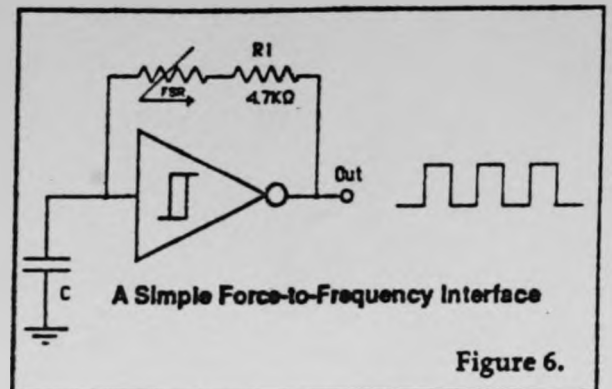 R1
FSR
4.7KΩ
Out
C
A Simple Force-to-Frequency Interface
Figure 6.